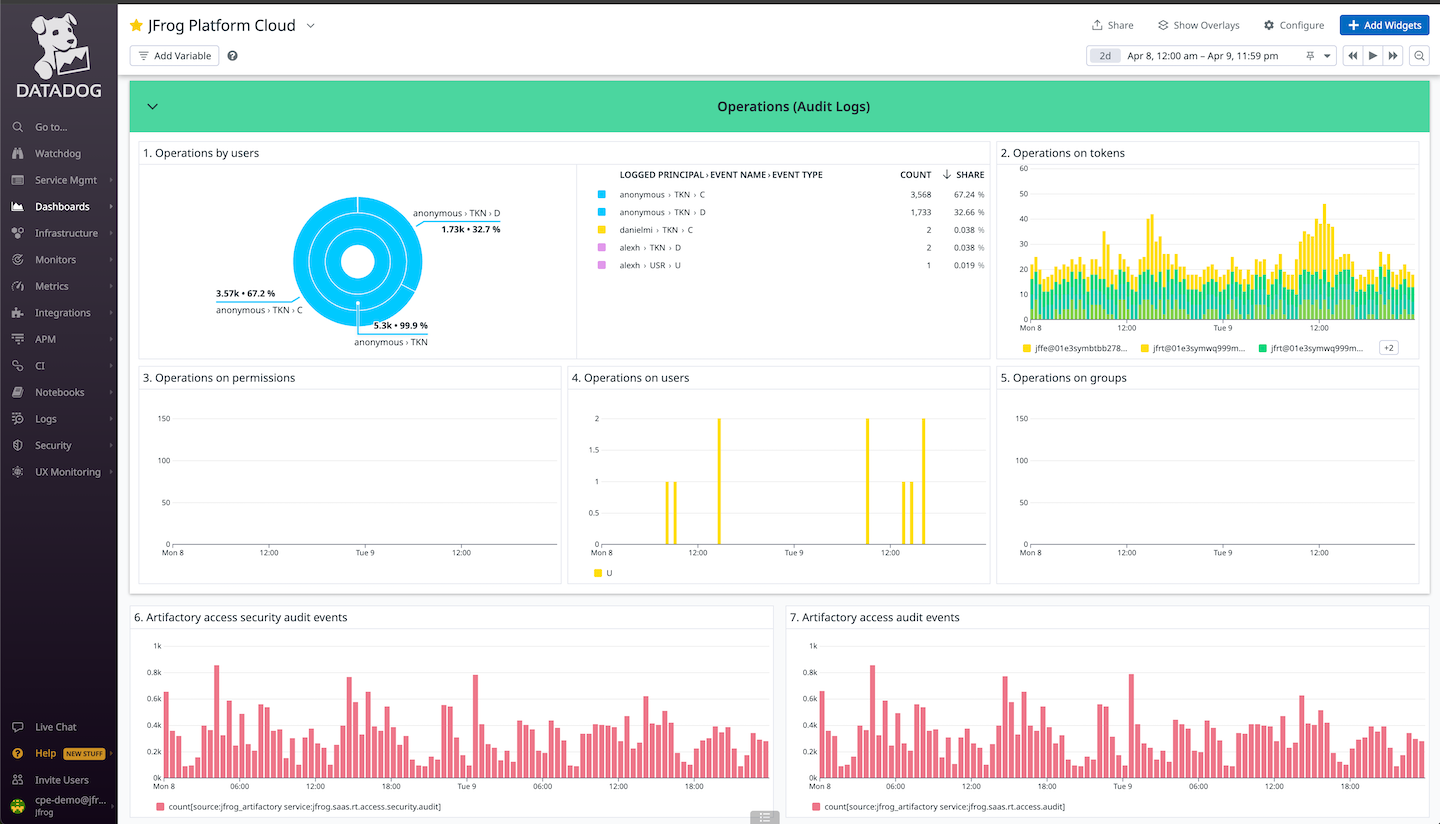 DATADOG
Go to...
Watchdog
Service Mgmt
Dashboards
Infrastructure
Monitors
Metrics
Integrations
APM
CI
Notebooks
Logs
Security
UX Monitoring
Live Chat
Help NEW STUFF
Invite Users
cpe-demo@jfr...
Jfrog
JFrog Platform Cloud
Share
Show Overlays
Configure
+ Add Widgets
Add Variable
?
2d Apr 8, 12:00 am – Apr 9, 11:59 pm
Operations (Audit Logs)
1. Operations by users
anonymous › TKN › D
1.73k • 32.7 %
3.57k • 67.2 %
anonymous › TKN › C
5.3k • 99.9 %
anonymous › TKN
LOGGED PRINCIPAL › EVENT NAME › EVENT TYPE COUNT ↓ SHARE
anonymous › TKN › C 3,568 67.24 %
anonymous › TKN › D 1,733 32.66 %
danielmi › TKN › C 2 0.038 %
alexh › TKN › D 2 0.038 %
alexh › USR › U 1 0.019 %
2. Operations on tokens
60
50
40
30
20
10
0
Mon 8 12:00 Tue 9 12:00
jffe@01e3symbtbb278... jfrt@01e3symwq999m... jfrt@01e3symwq999m... +2
3. Operations on permissions
150
100
50
0
Mon 8 12:00 Tue 9 12:00
4. Operations on users
2
1.5
1
0.5
0
Mon 8 12:00 Tue 9 12:00
U
5. Operations on groups
150
100
50
0
Mon 8 12:00 Tue 9 12:00
6. Artifactory access security audit events
1k
0.8k
0.6k
0.4k
0.2k
0k
Mon 8 06:00 12:00 18:00 Tue 9 06:00 12:00 18:00
count[source:jfrog_artifactory service:jfrog.saas.rt.access.security.audit]
7. Artifactory access audit events
1k
0.8k
0.6k
0.4k
0.2k
0k
Mon 8 06:00 12:00 18:00 Tue 9 06:00 12:00 18:00
count[source:jfrog_artifactory service:jfrog.saas.rt.access.audit]